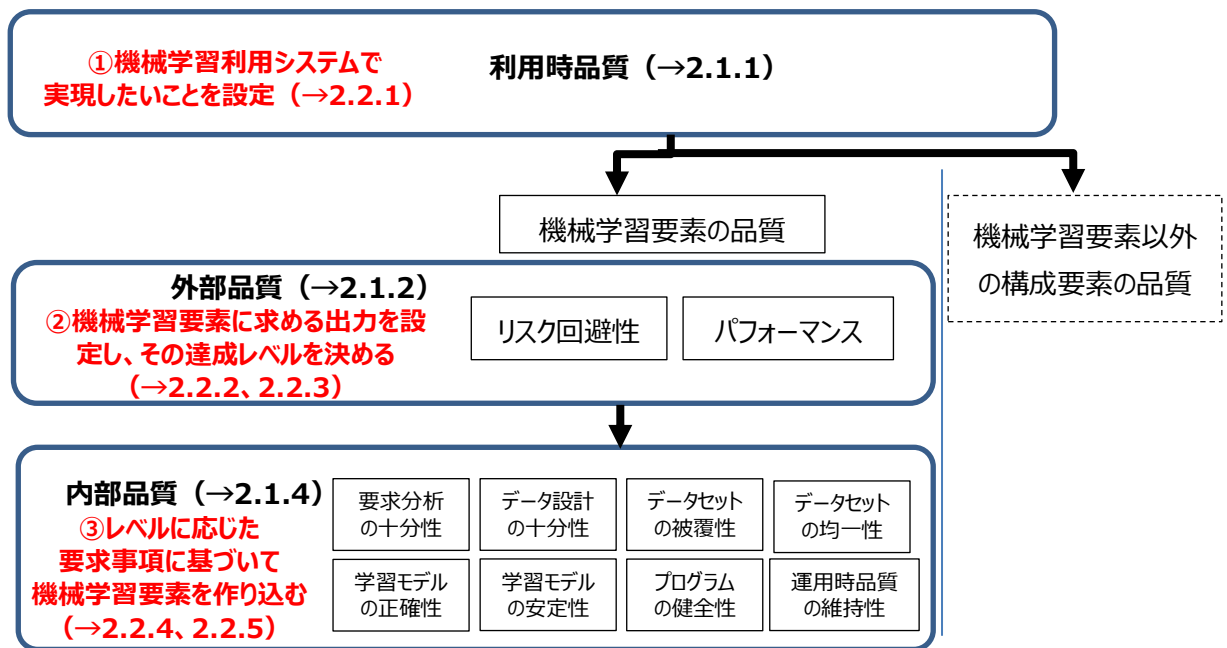 ①機械学習利用システムで
実現したいことを設定（→2.2.1）
利用時品質（→2.1.1）
機械学習要素の品質
機械学習要素以外
の構成要素の品質
外部品質（→2.1.2）
②機械学習要素に求める出力を設
定し、その達成レベルを決める
（→2.2.2、2.2.3）
リスク回避性
パフォーマンス
内部品質（→2.1.4）
③レベルに応じた
要求事項に基づいて
機械学習要素を作り込む
（→2.2.4、2.2.5）
要求分析
の十分性
データ設計
の十分性
データセット
の被覆性
データセット
の均一性
学習モデル
の正確性
学習モデル
の安定性
プログラム
の健全性
運用時品質
の維持性